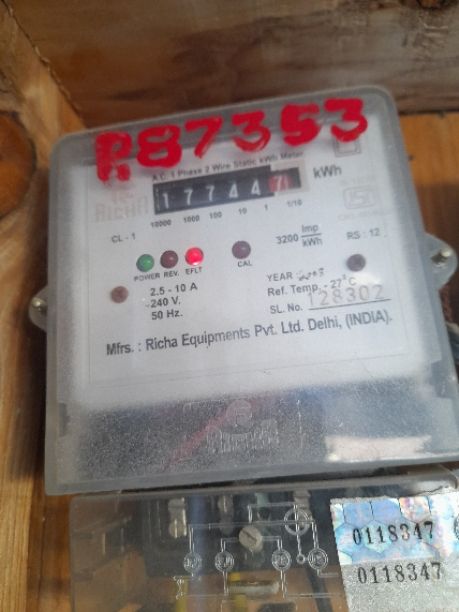 R87353
A.C. 1 Phase 2 Wire Static kWh Meter
RICHA
177447 kWh
10000 1000 100 10 1 1/10
CL - 1
3200 Imp/kWh
RS : 12
POWER REV. EFLT
CAL
2.5 - 10 A
240 V.
50 Hz.
YEAR
Ref. Temp. - 27°C
SL. No. 128302
Mfrs. : Richa Equipments Pvt. Ltd. Delhi, (INDIA).
0118347
0118347